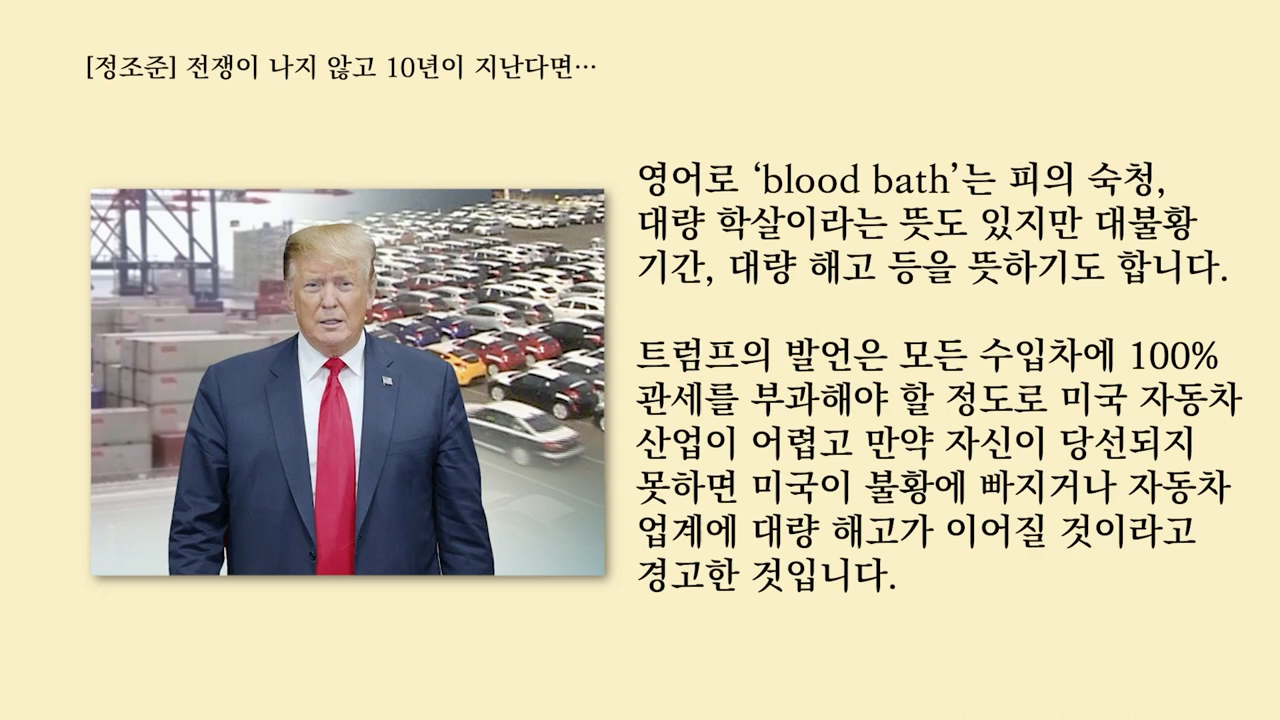 [정조준] 전쟁이 나지 않고 10년이 지난다면…
영어로 ‘blood bath’는 피의 숙청,
대량 학살이라는 뜻도 있지만 대불황
기간, 대량 해고 등을 뜻하기도 합니다.
트럼프의 발언은 모든 수입차에 100%
관세를 부과해야 할 정도로 미국 자동차
산업이 어렵고 만약 자신이 당선되지
못하면 미국이 불황에 빠지거나 자동차
업계에 대량 해고가 이어질 것이라고
경고한 것입니다.